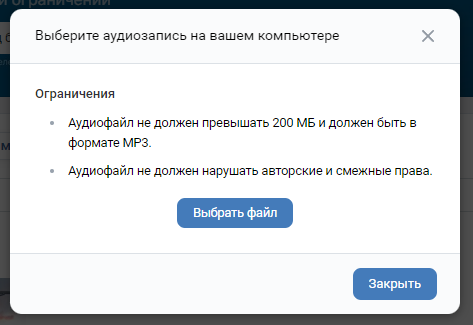 й ограничений
Выберите аудиозапись на вашем компьютере
Ограничения
Аудиофайл не должен превышать 200 МБ и должен быть в
формате MP3.
Аудиофайл не должен нарушать авторские и смежные права.
Выбрать файл
Закрыть